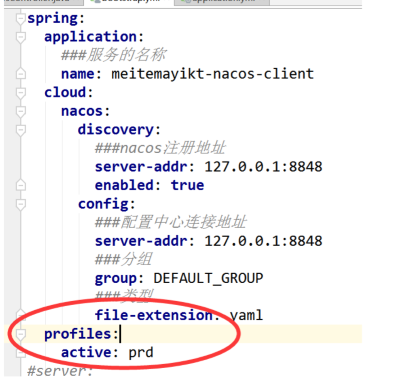 spring:
application:
###服务的名称
name: meitemayikt-nacos-client
cloud:
nacos:
discovery:
###nacos注册地址
server-addr: 127.0.0.1:8848
enabled: true
config:
###配置中心连接地址
server-addr: 127.0.0.1:8848
###分组
group: DEFAULT_GROUP
###类型
file-extension: yaml
profiles:
active: prd
#server: